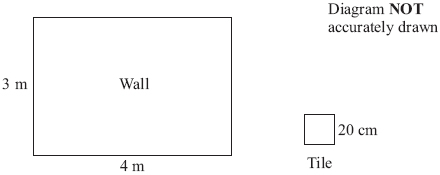 Diagram NOT
accurately drawn
3 m
Wall
20 cm
4 m
Tile